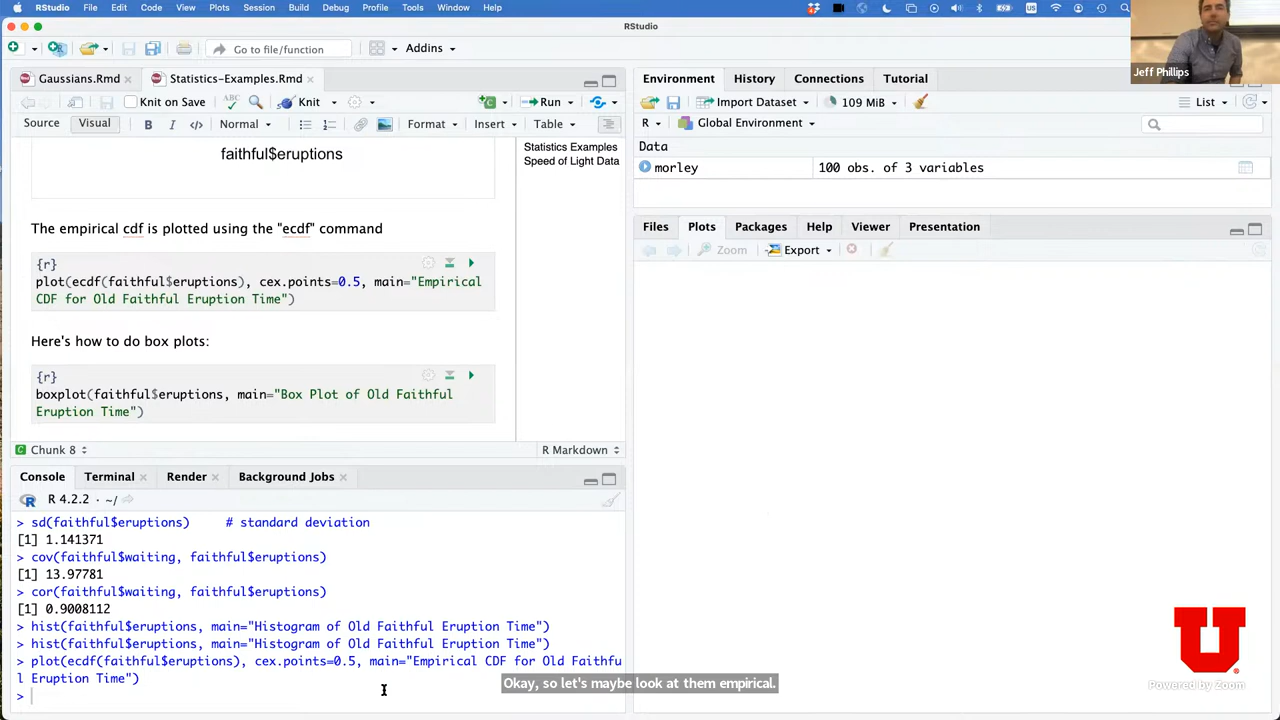 RStudio File Edit Code View Plots Session Build Debug Profile Tools Window Help
RStudio
Go to file/function Addins
Jeff Phillips
Gaussians.Rmd Statistics-Examples.Rmd
Knit on Save ABC Knit Run
Source Visual B I </> Normal Format Insert Table
faithful$eruptions
Statistics Examples
Speed of Light Data
The empirical cdf is plotted using the "ecdf" command
{r}
plot(ecdf(faithful$eruptions), cex.points=0.5, main="Empirical
CDF for Old Faithful Eruption Time")
Here's how to do box plots:
{r}
boxplot(faithful$eruptions, main="Box Plot of Old Faithful
Eruption Time")
Chunk 8 R Markdown
Console Terminal Render Background Jobs
R 4.2.2 · ~/
> sd(faithful$eruptions) # standard deviation
[1] 1.141371
> cov(faithful$waiting, faithful$eruptions)
[1] 13.97781
> cor(faithful$waiting, faithful$eruptions)
[1] 0.9008112
> hist(faithful$eruptions, main="Histogram of Old Faithful Eruption Time")
> hist(faithful$eruptions, main="Histogram of Old Faithful Eruption Time")
> plot(ecdf(faithful$eruptions), cex.points=0.5, main="Empirical CDF for Old Faithfu
l Eruption Time")
>
Environment History Connections Tutorial
Import Dataset 109 MiB List
R Global Environment
Data
morley 100 obs. of 3 variables
Files Plots Packages Help Viewer Presentation
Zoom Export
Okay, so let's maybe look at them empirical.
U
Powered by Zoom